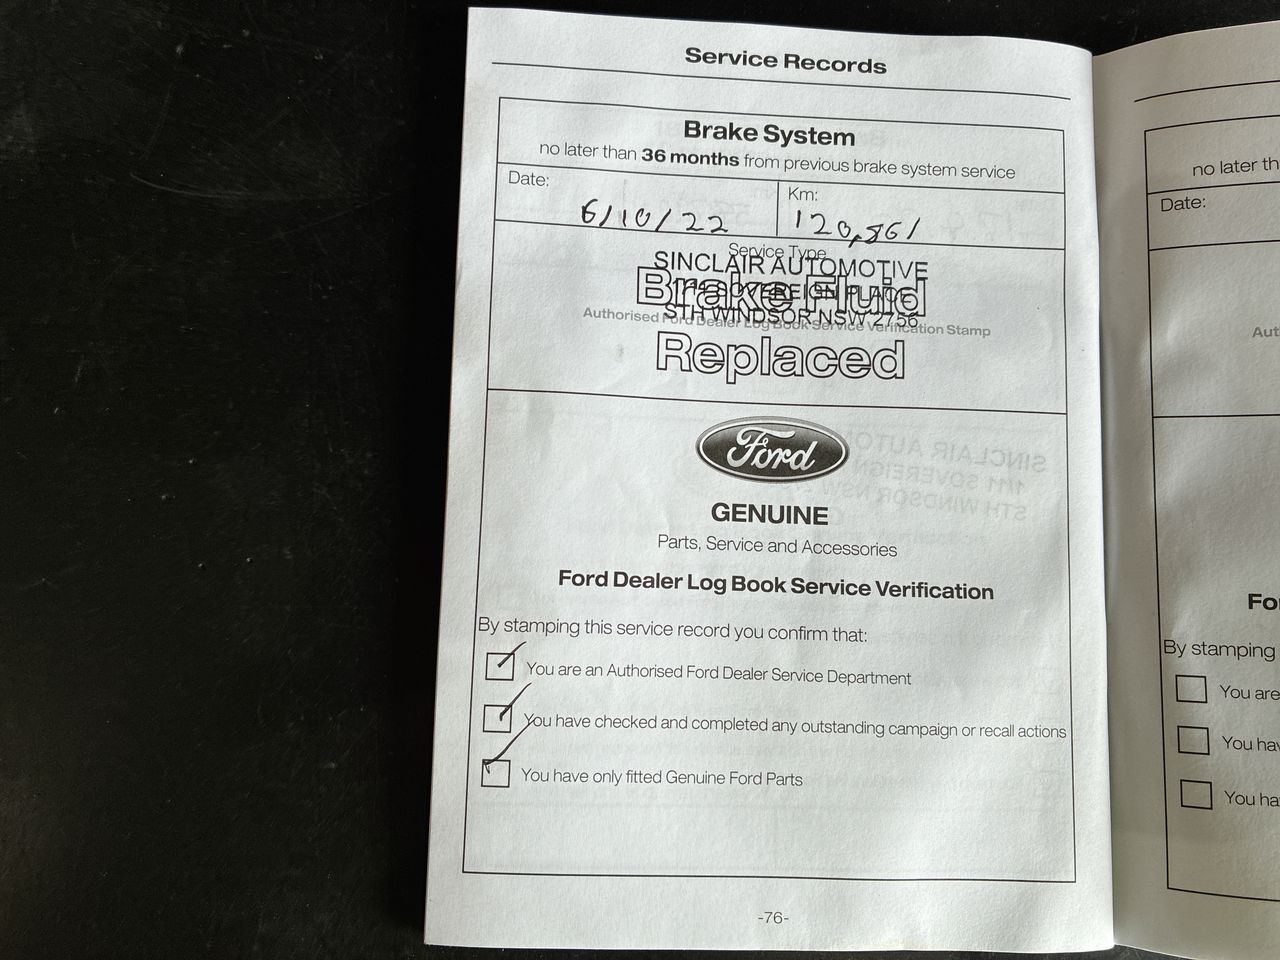 Service Records
Brake System
no later than 36 months from previous brake system service
Date: 6/10/22
Km: 120,861
Service Type
SINCLAIR AUTOMOTIVE
Brake Fluid
SOVEREIGN PLACE
STH WINDSOR NSW 2756
Authorised Ford Dealer Log Book Service Verification Stamp
Replaced
Ford
GENUINE
Parts, Service and Accessories
Ford Dealer Log Book Service Verification
By stamping this service record you confirm that:
You are an Authorised Ford Dealer Service Department
You have checked and completed any outstanding campaign or recall actions
You have only fitted Genuine Ford Parts
-76-
no later th
Date:
Aut
Fo
By stamping
You are
You ha
You ha